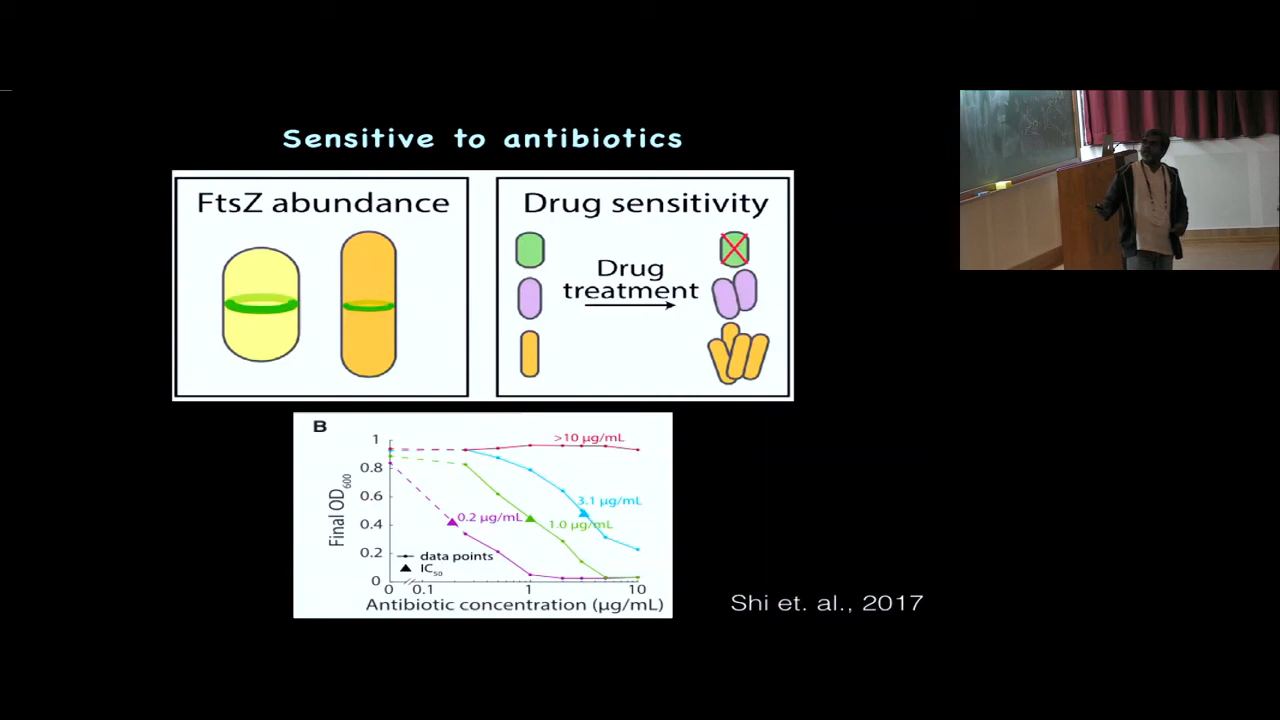 Sensitive to antibiotics
FtsZ abundance
Drug sensitivity
Drug
treatment
B
>10 µg/mL
3.1 µg/mL
0.2 µg/mL
1.0 µg/mL
Final OD600
1
0.8
0.6
0.4
0.2
0
data points
IC50
0 0.1 1 10
Antibiotic concentration (µg/mL)
Shi et. al., 2017